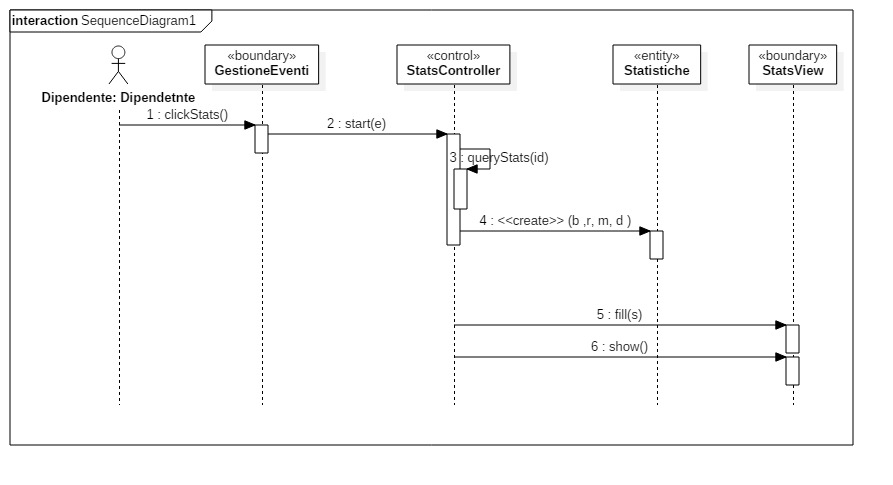 interaction SequenceDiagram1
«boundary»
GestioneEventi
«control»
StatsController
«entity»
Statistiche
«boundary»
StatsView
Dipendente: Dipendetnte
1 : clickStats()
2 : start(e)
3 : queryStats(id)
4 : <<create>> (b ,r, m, d )
5 : fill(s)
6 : show()